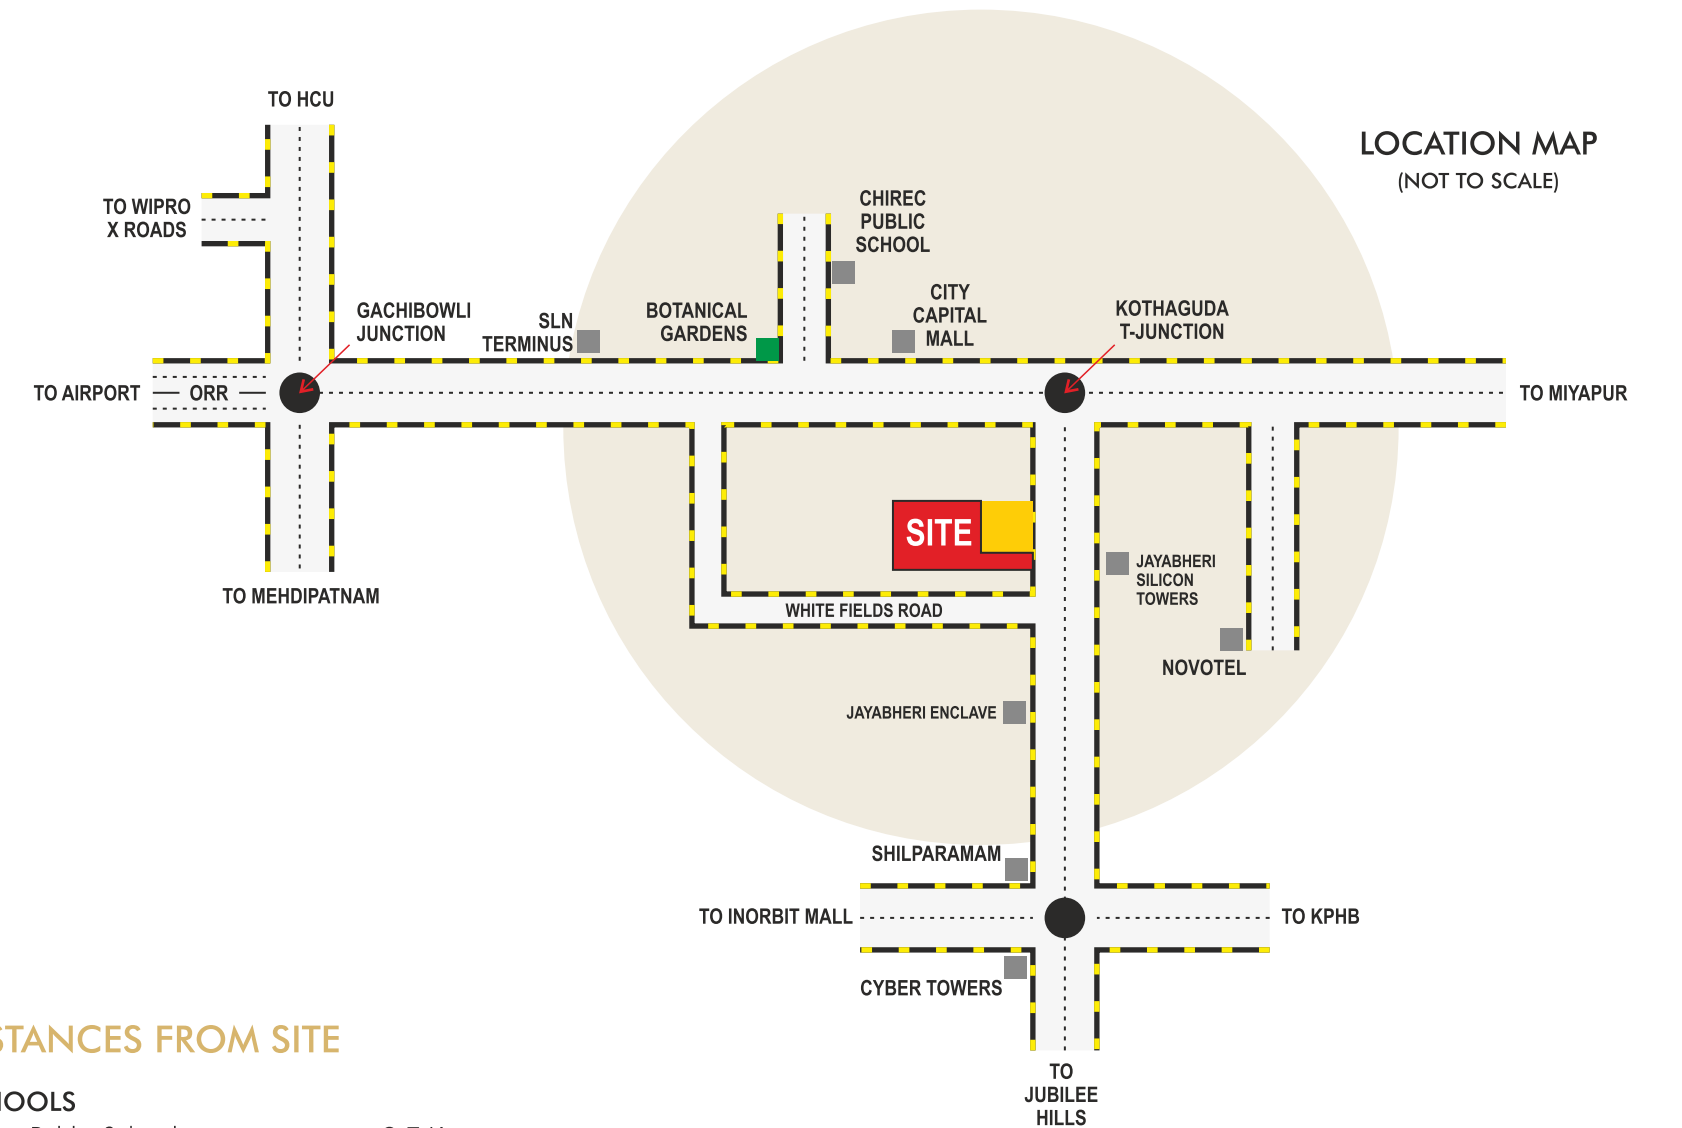 TO HCU
LOCATION MAP
(NOT TO SCALE)
TO WIPRO
X ROADS
CHIREC
PUBLIC
SCHOOL
GACHIBOWLI
JUNCTION
SLN
TERMINUS
BOTANICAL
GARDENS
CITY
CAPITAL
MALL
KOTHAGUDA
T-JUNCTION
TO AIRPORT
ORR
TO MIYAPUR
SITE
JAYABHERI
SILICON
TOWERS
TO MEHDIPATNAM
WHITE FIELDS ROAD
NOVOTEL
JAYABHERI ENCLAVE
SHILPARAMAM
TO INORBIT MALL
TO KPHB
CYBER TOWERS
STANCES FROM SITE
TO
JUBILEE
HILLS
HOOLS